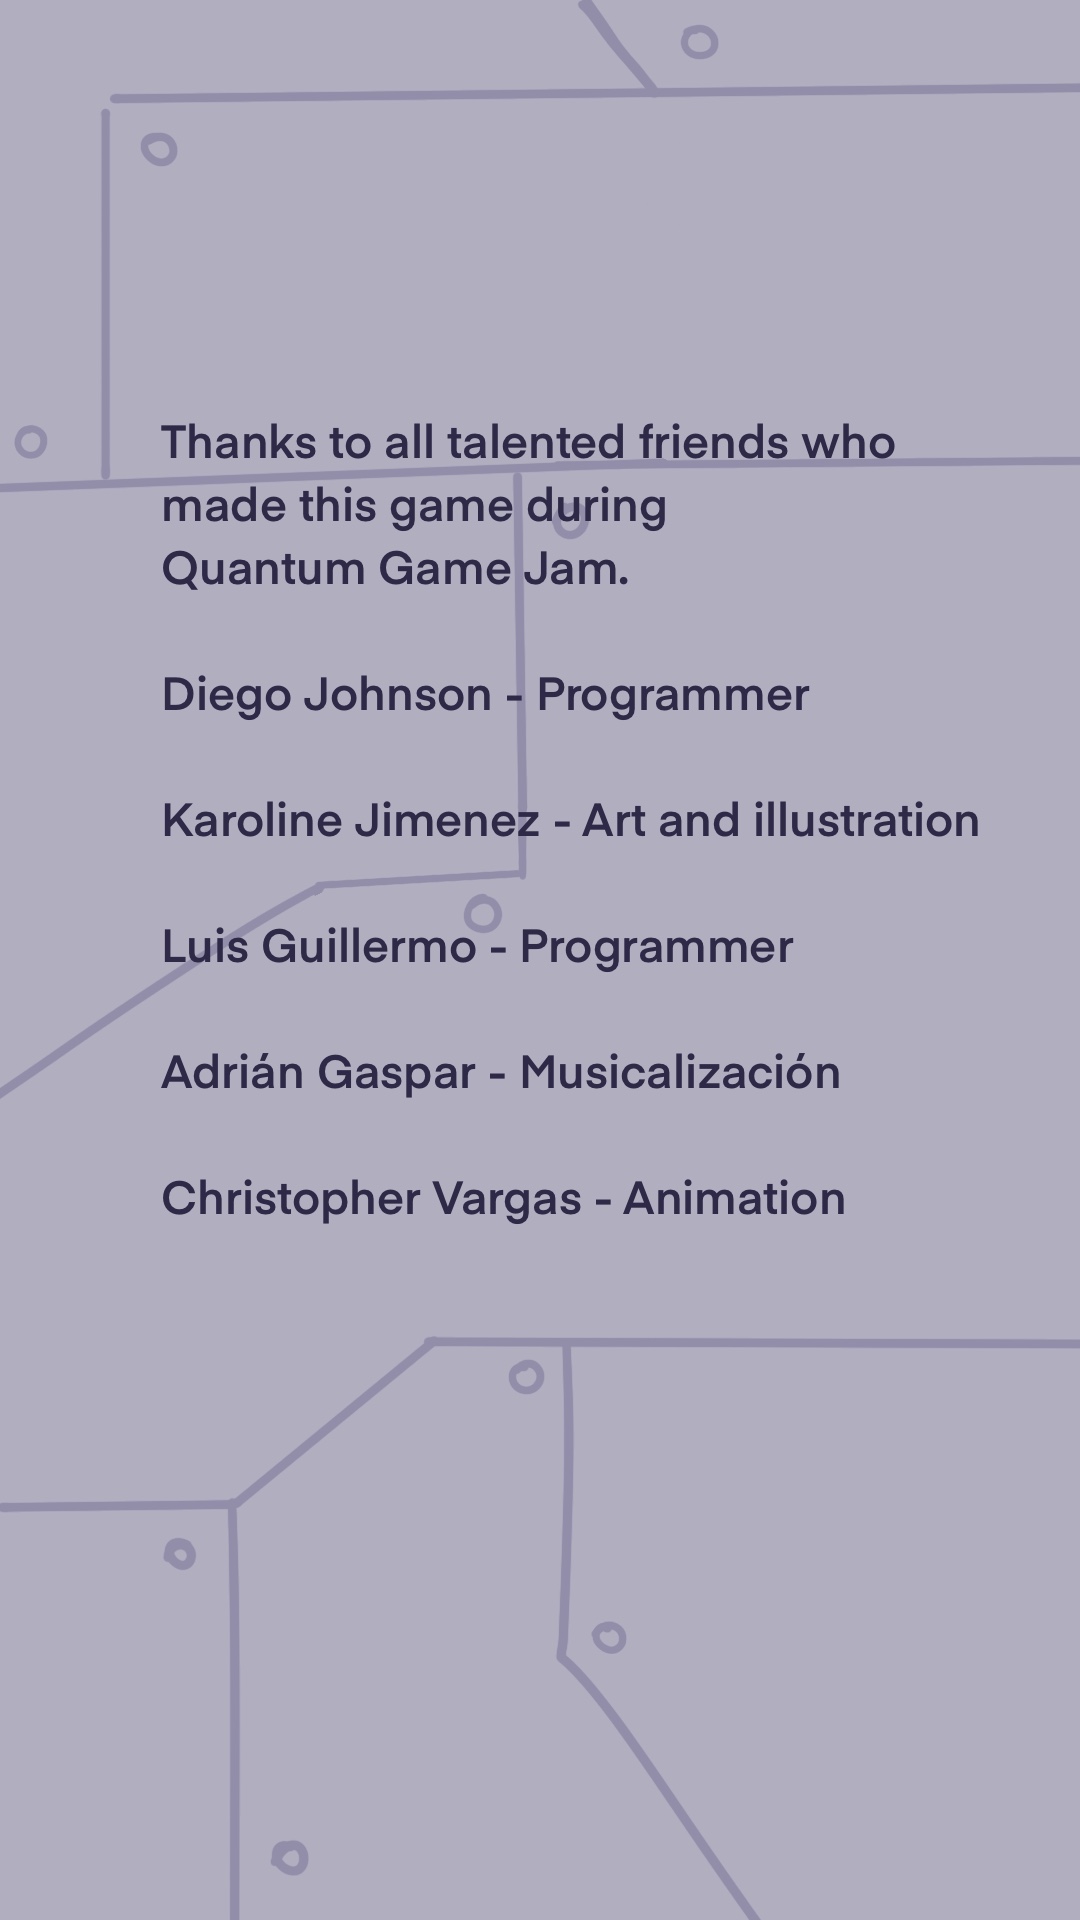 Thanks to all talented friends who
made this game during
Quantum Game Jam.
Diego Johnson - Programmer
Karoline Jimenez - Art and illustration
Luis Guillermo - Programmer
Adrián Gaspar - Musicalización
Christopher Vargas - Animation